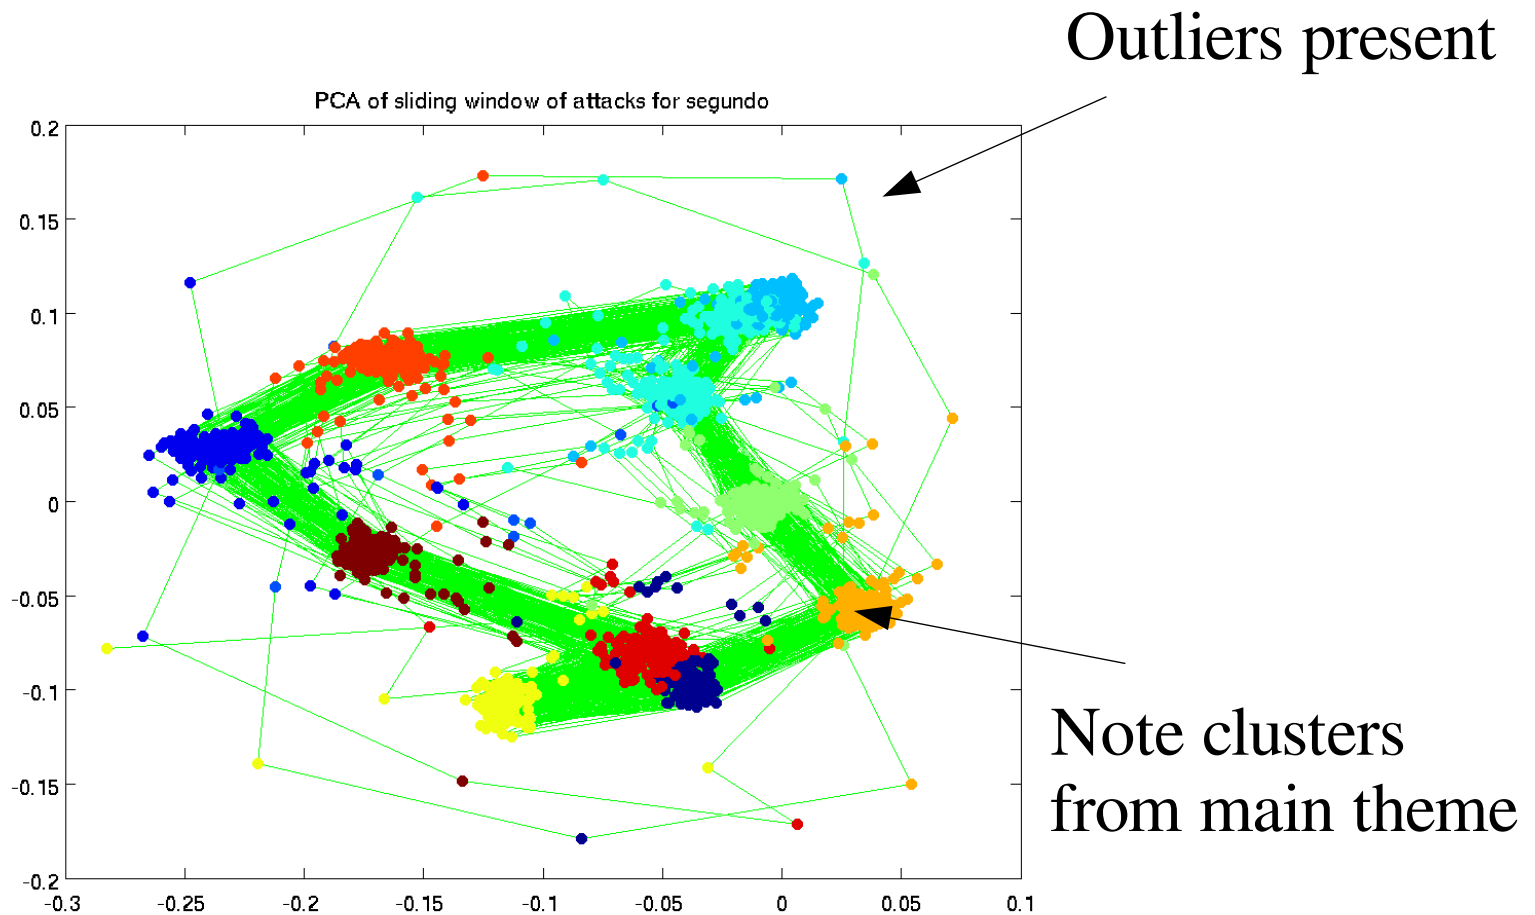 Outliers present
PCA of sliding window of attacks for segundo
0.2
0.15
0.1
0.05
0
-0.05
-0.1
-0.15
-0.2
-0.3 -0.25 -0.2 -0.15 -0.1 -0.05 0 0.05 0.1
Note clusters
from main theme